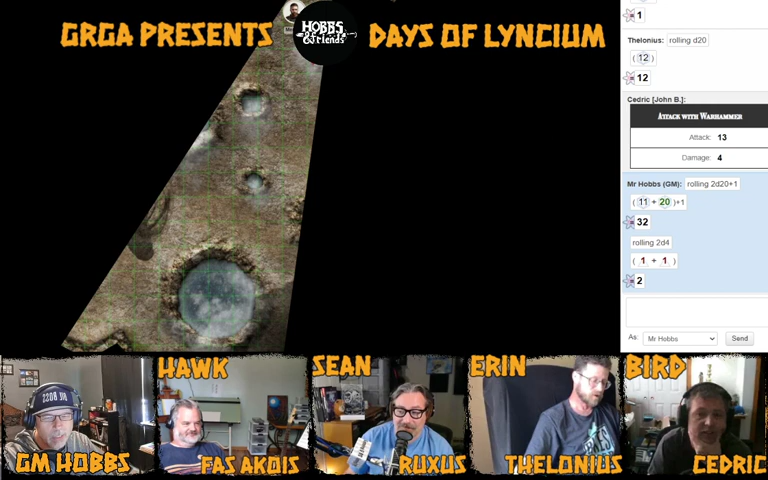 GRGA PRESENTS
HOBBS
& Friends
DAYS OF LYNCIUM
1
Thelonius: rolling d20
( 12 )
12
Cedric [John B.]:
ATTACK WITH WARHAMMER
Attack: 13
Damage: 4
Mr Hobbs (GM): rolling 2d20+1
( 11 + 20 )+1
32
rolling 2d4
( 1 + 1 )
2
As: Mr Hobbs Send
HAWK SEAN ERIN BIRD
GM HOBBS FAS AKOIS RUXUS THELONIUS CEDRIC